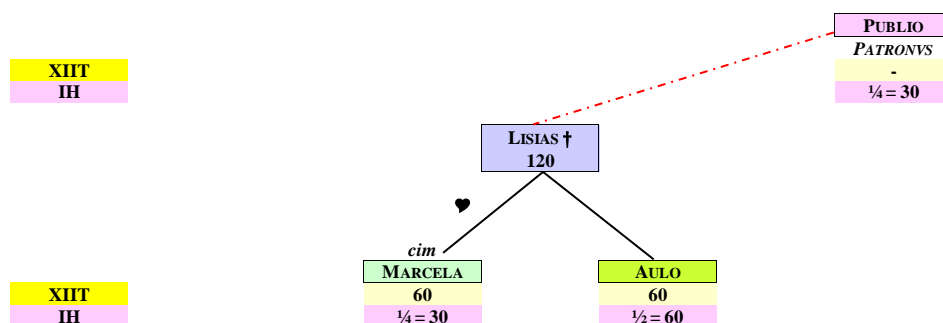 PUBLIO
PATRONVS
XIIT
-
IH
¼ = 30
LISIAS †
120
cim
MARCELA
AULO
XIIT
60
60
IH
¼ = 30
½ = 60